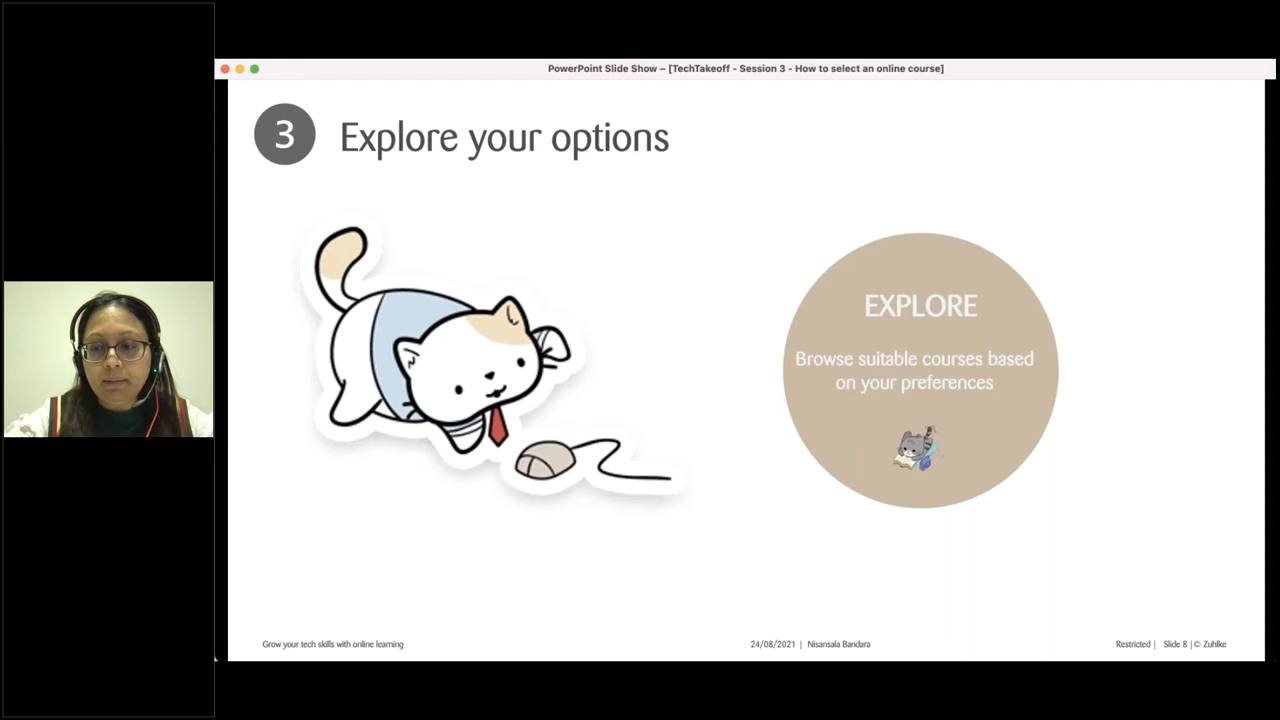 PowerPoint Slide Show – [TechTakeoff - Session 3 - How to select an online course]
3 Explore your options
EXPLORE
Browse suitable courses based
on your preferences
Grow your tech skills with online learning
24/08/2021 | Nisansala Bandara
Restricted | Slide 8 | © Zuhlke